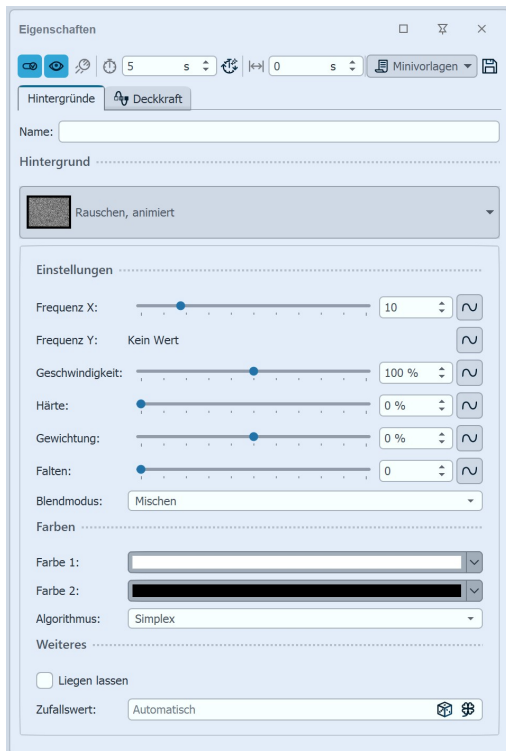 Eigenschaften
5 s 0 s Minivorlagen
Hintergründe Deckkraft
Name:
Hintergrund
Rauschen, animiert
Einstellungen
Frequenz X: 10
Frequenz Y: Kein Wert
Geschwindigkeit: 100 %
Härte: 0 %
Gewichtung: 0 %
Falten: 0
Blendmodus: Mischen
Farben
Farbe 1:
Farbe 2:
Algorithmus: Simplex
Weiteres
Liegen lassen
Zufallswert: Automatisch